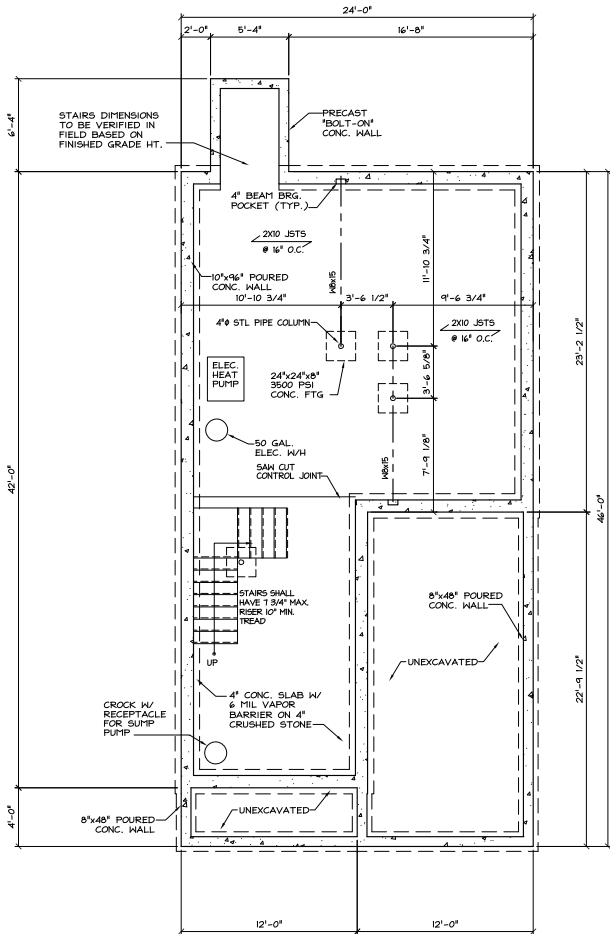 24'-0"
2'-0"
5'-4"
16'-8"
6'-4"
STAIRS DIMENSIONS
TO BE VERIFIED IN
FIELD BASED ON
FINISHED GRADE HT.
PRECAST
"BOLT-ON"
CONC. WALL
4" BEAM BRG.
POCKET (TYP.)
2X10 JSTS
@ 16" O.C.
11'-10 3/4"
10"x96" POURED
CONC. WALL
W8x15
10'-10 3/4"
3'-6 1/2"
9'-6 3/4"
4"Ø STL PIPE COLUMN
2X10 JSTS
@ 16" O.C.
23'-2 1/2"
ELEC.
HEAT
PUMP
24"x24"x8"
3500 PSI
CONC. FTG
3'-6 5/8"
50 GAL.
ELEC. W/H
SAW CUT
CONTROL JOINT
W8x15
7'-9 1/8"
42'-0"
46'-0"
STAIRS SHALL
HAVE 7 3/4" MAX.
RISER 10" MIN.
TREAD
8"x48" POURED
CONC. WALL
UP
UNEXCAVATED
22'-9 1/2"
4" CONC. SLAB W/
6 MIL VAPOR
BARRIER ON 4"
CRUSHED STONE
CROCK W/
RECEPTACLE
FOR SUMP
PUMP
4'-0"
8"x48" POURED
CONC. WALL
UNEXCAVATED
12'-0"
12'-0"